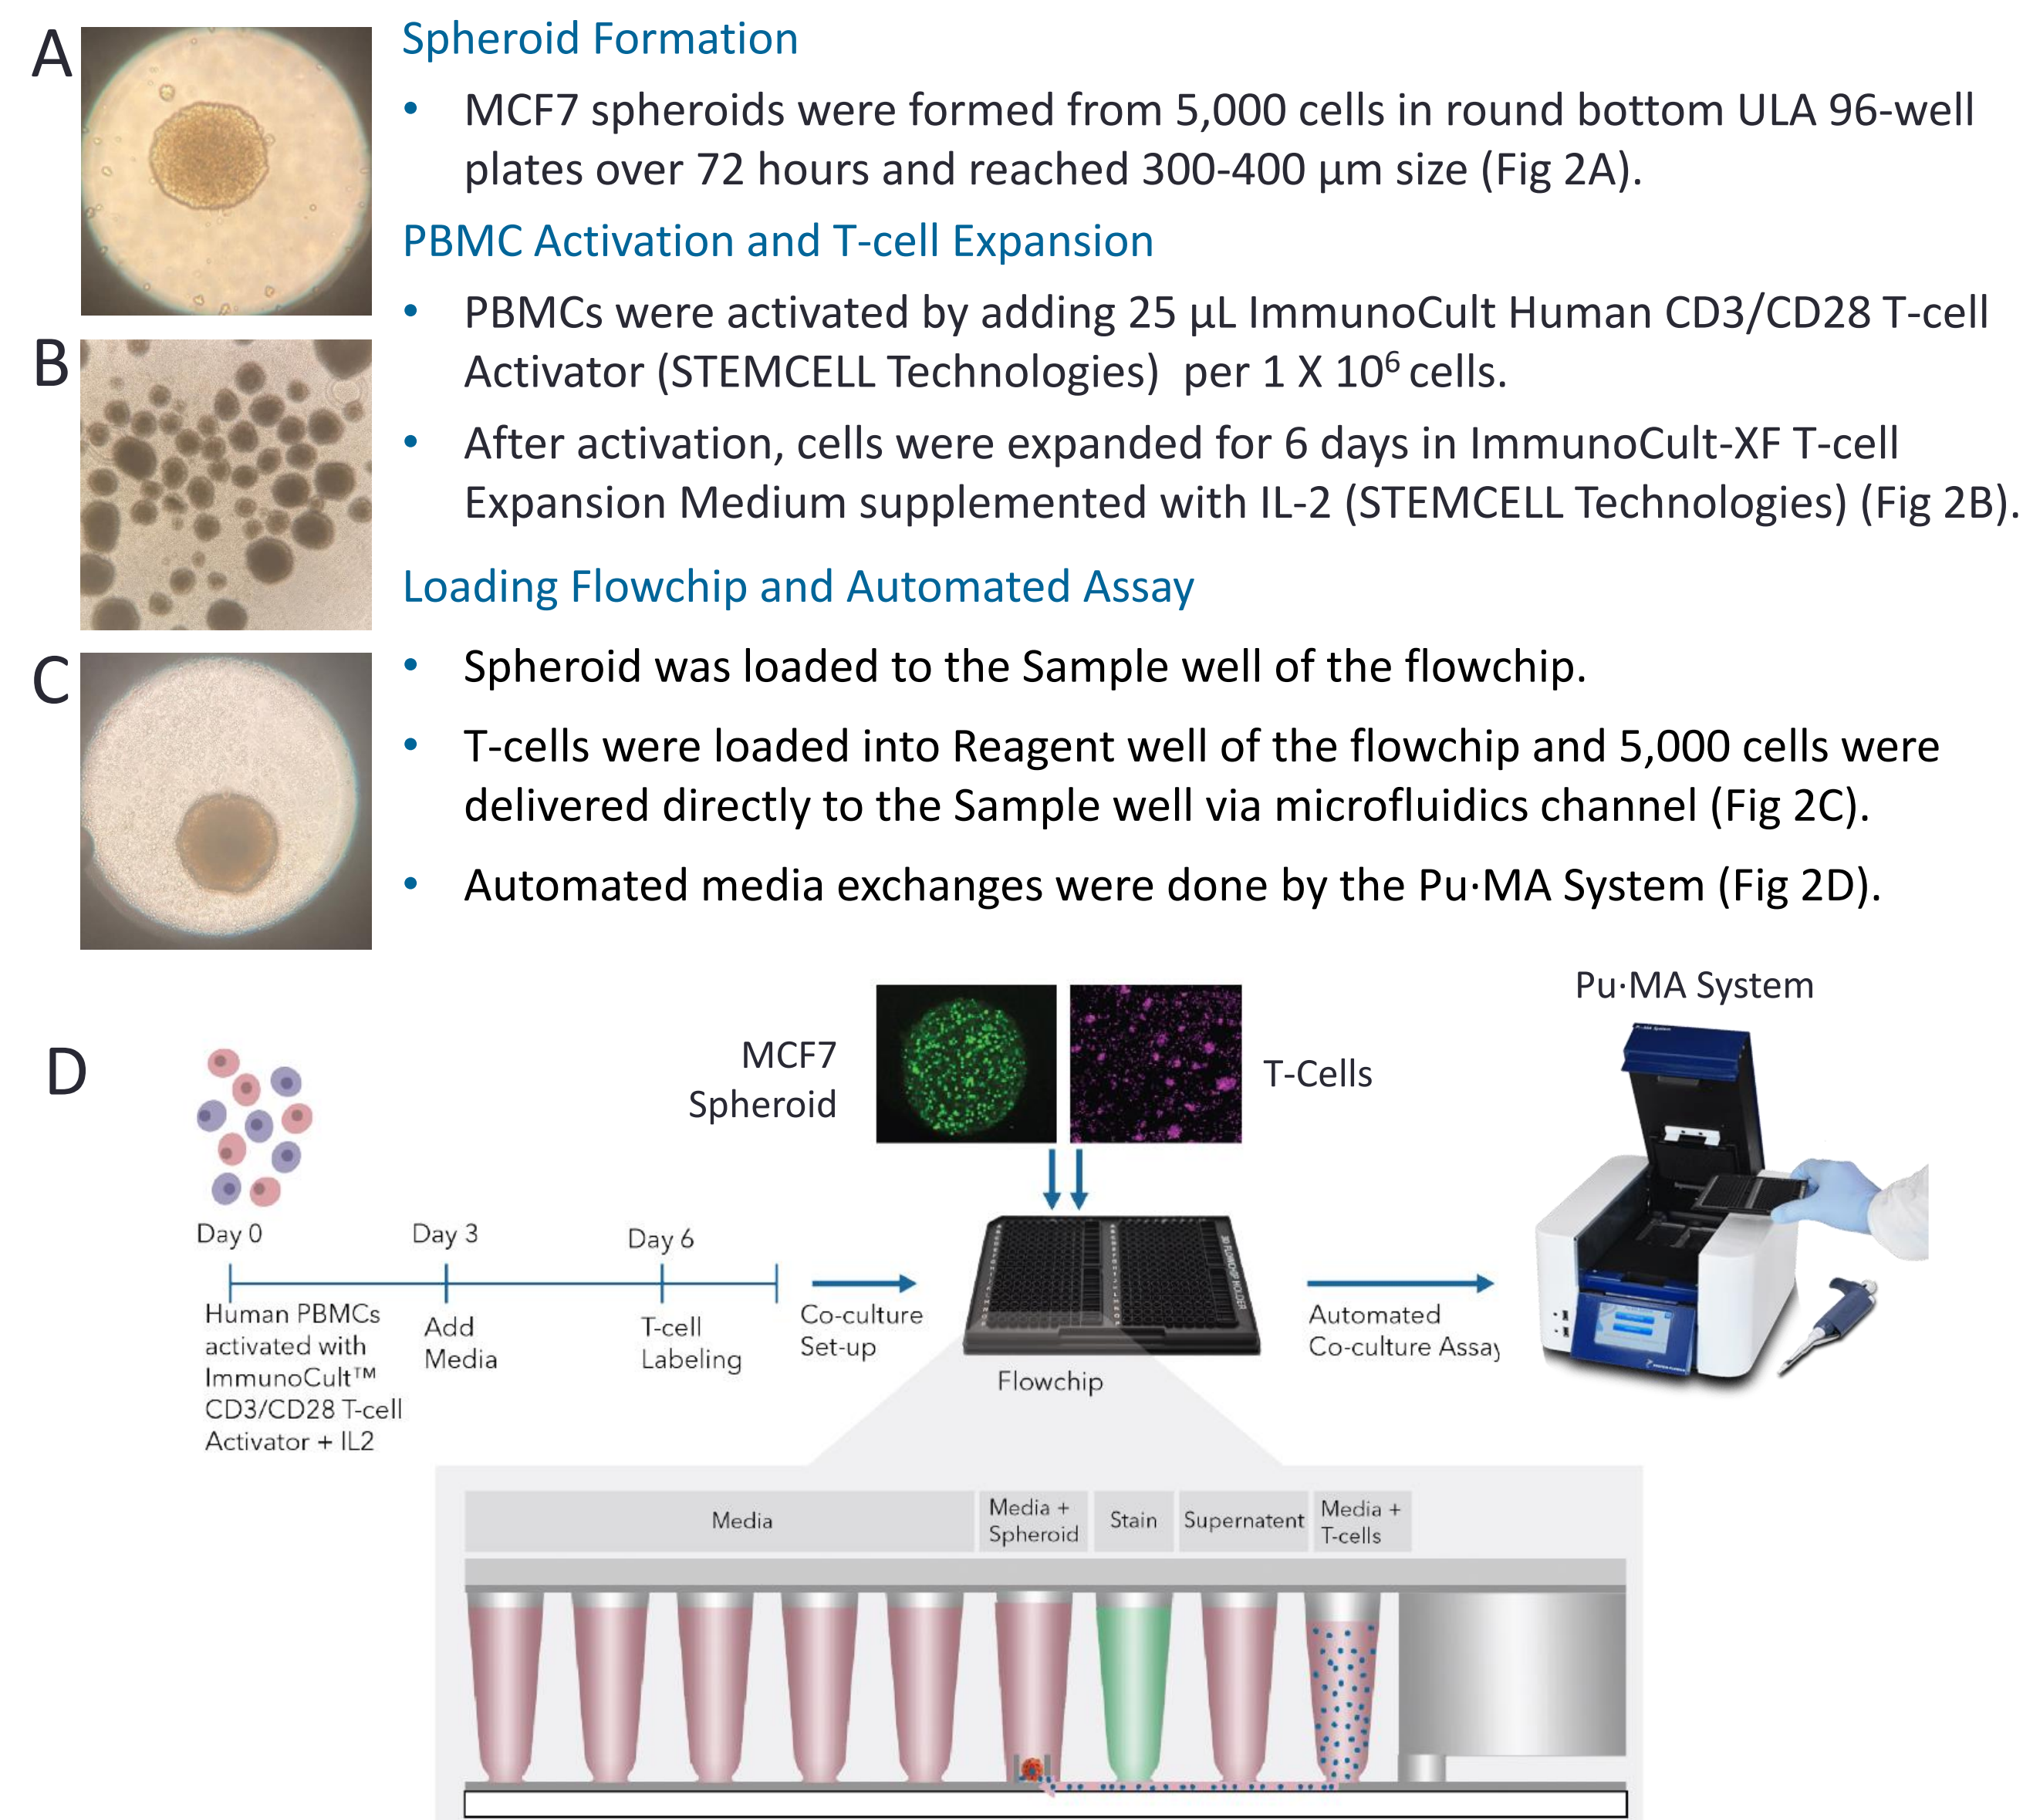 A
Spheroid Formation
• MCF7 spheroids were formed from 5,000 cells in round bottom ULA 96-well
plates over 72 hours and reached 300-400 µm size (Fig 2A).
PBMC Activation and T-cell Expansion
• PBMCs were activated by adding 25 µL ImmunoCult Human CD3/CD28 T-cell
Activator (STEMCELL Technologies) per 1 X 10⁶ cells.
B
• After activation, cells were expanded for 6 days in ImmunoCult-XF T-cell
Expansion Medium supplemented with IL-2 (STEMCELL Technologies) (Fig 2B).
Loading Flowchip and Automated Assay
C
• Spheroid was loaded to the Sample well of the flowchip.
• T-cells were loaded into Reagent well of the flowchip and 5,000 cells were
delivered directly to the Sample well via microfluidics channel (Fig 2C).
• Automated media exchanges were done by the Pu·MA System (Fig 2D).
D
MCF7
Spheroid
T-Cells
Pu·MA System
Day 0
Day 3
Day 6
Human PBMCs
activated with
ImmunoCult™
CD3/CD28 T-cell
Activator + IL2
Add
Media
T-cell
Labeling
Co-culture
Set-up
3D FLOWCHIP HOLDER
Flowchip
Automated
Co-culture Assay
Media
Media +
Spheroid
Stain
Supernatent
Media +
T-cells